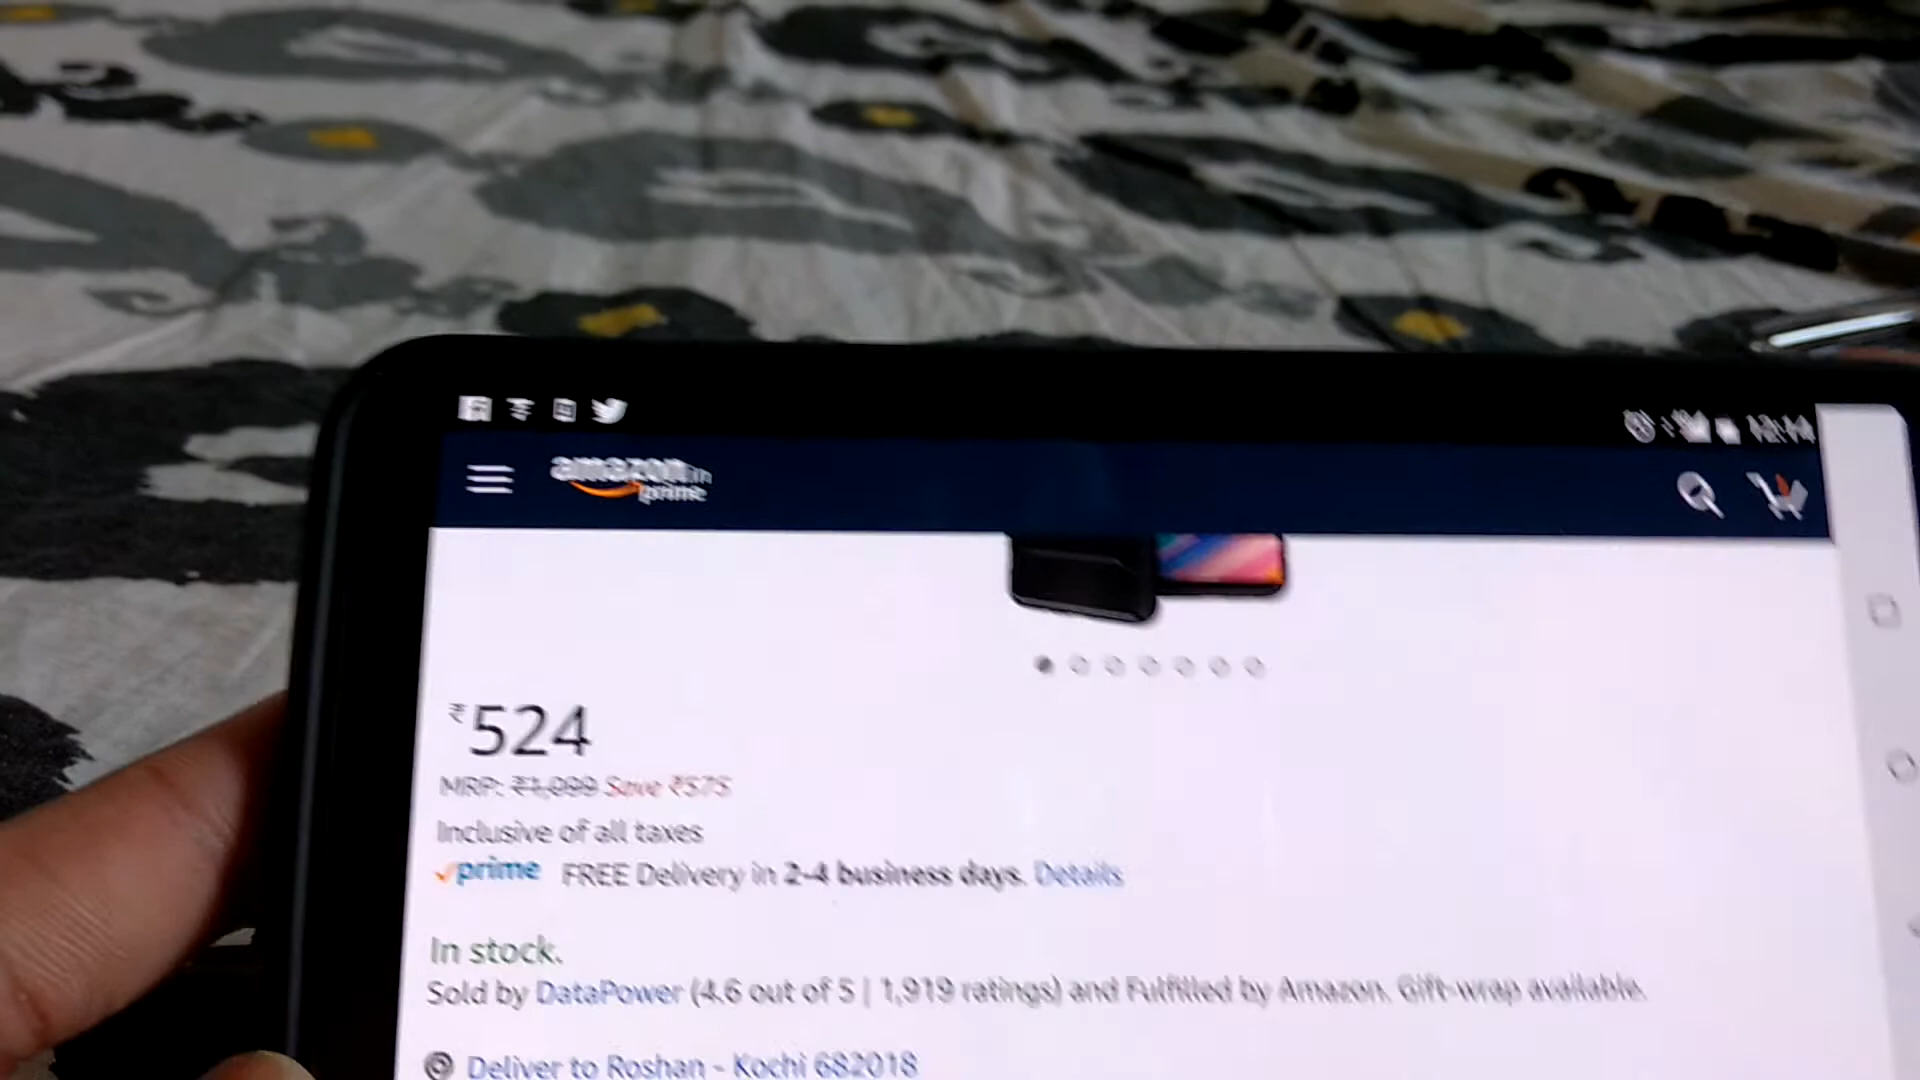 amazon.in
prime
₹524
MRP: ₹1,099 Save ₹575
Inclusive of all taxes
prime FREE Delivery in 2-4 business days. Details
In stock.
Sold by DataPower (4.6 out of 5 | 1,919 ratings) and Fulfilled by Amazon. Gift-wrap available.
Deliver to Roshan - Kochi 682018